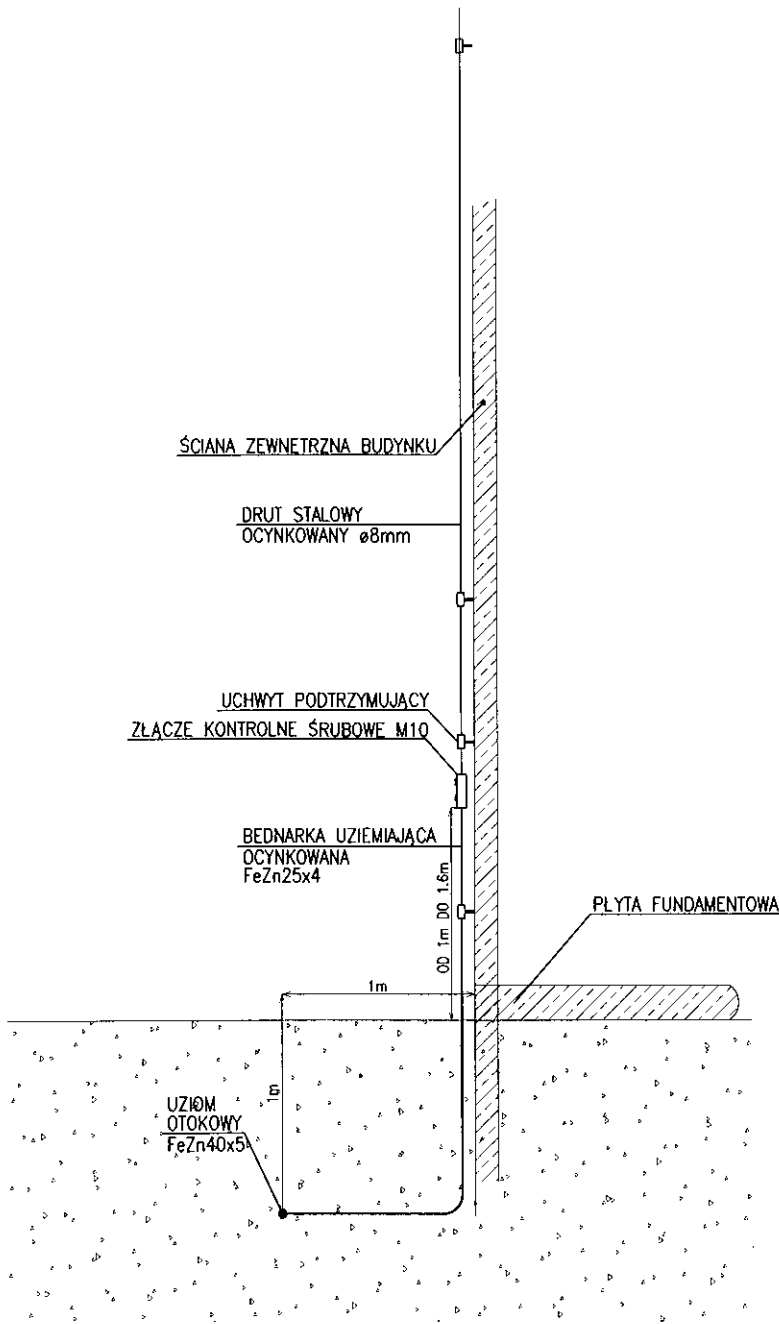 ŚCIANA ZEWNETRZNA BUDYNKU
DRUT STALOWY
OCYNKOWANY ø8mm
UCHWYT PODTRZYMUJĄCY
ZŁĄCZE KONTROLNE ŚRUBOWE M10
BEDNARKA UZIEMIAJĄCA
OCYNKOWANA
FeZn25x4
OD 1m DO 1.6m
PŁYTA FUNDAMENTOWA
1m
1m
UZIOM
OTOKOWY
FeZn40x5